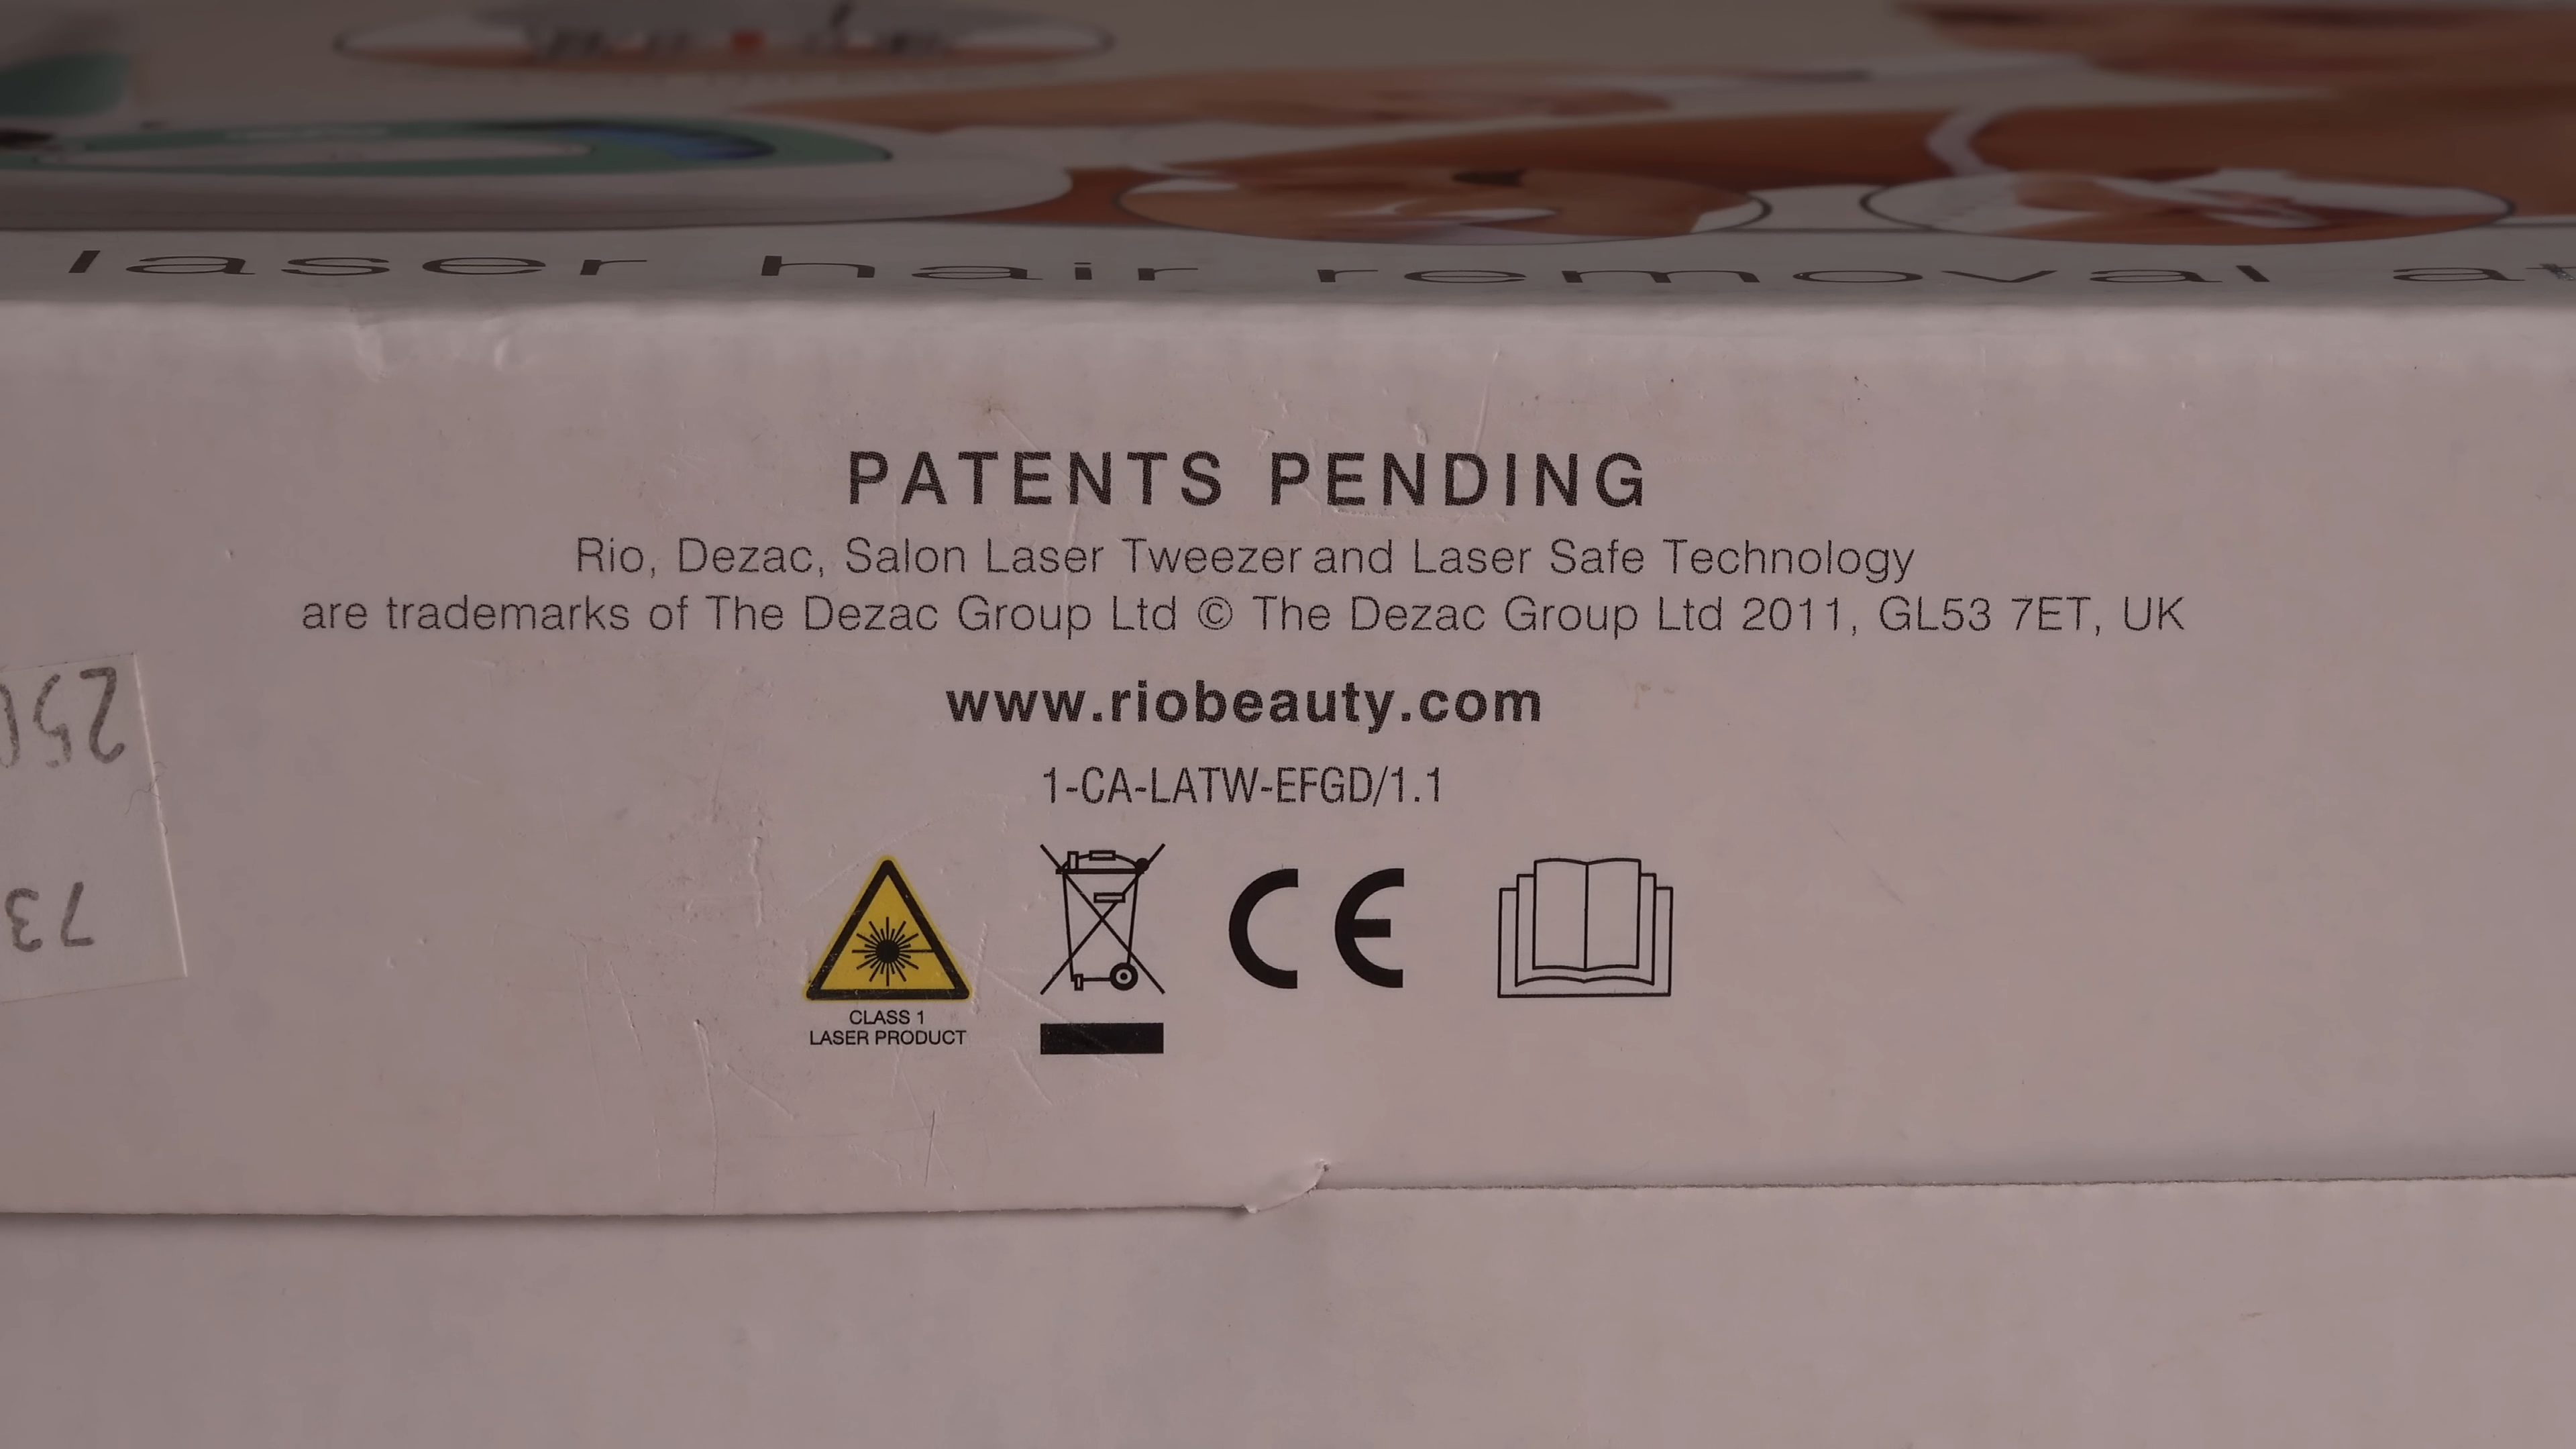 laser hair removal at
PATENTS PENDING
Rio, Dezac, Salon Laser Tweezer and Laser Safe Technology
are trademarks of The Dezac Group Ltd © The Dezac Group Ltd 2011, GL53 7ET, UK
www.riobeauty.com
1-CA-LATW-EFGD/1.1
CE
CLASS 1
LASER PRODUCT
73